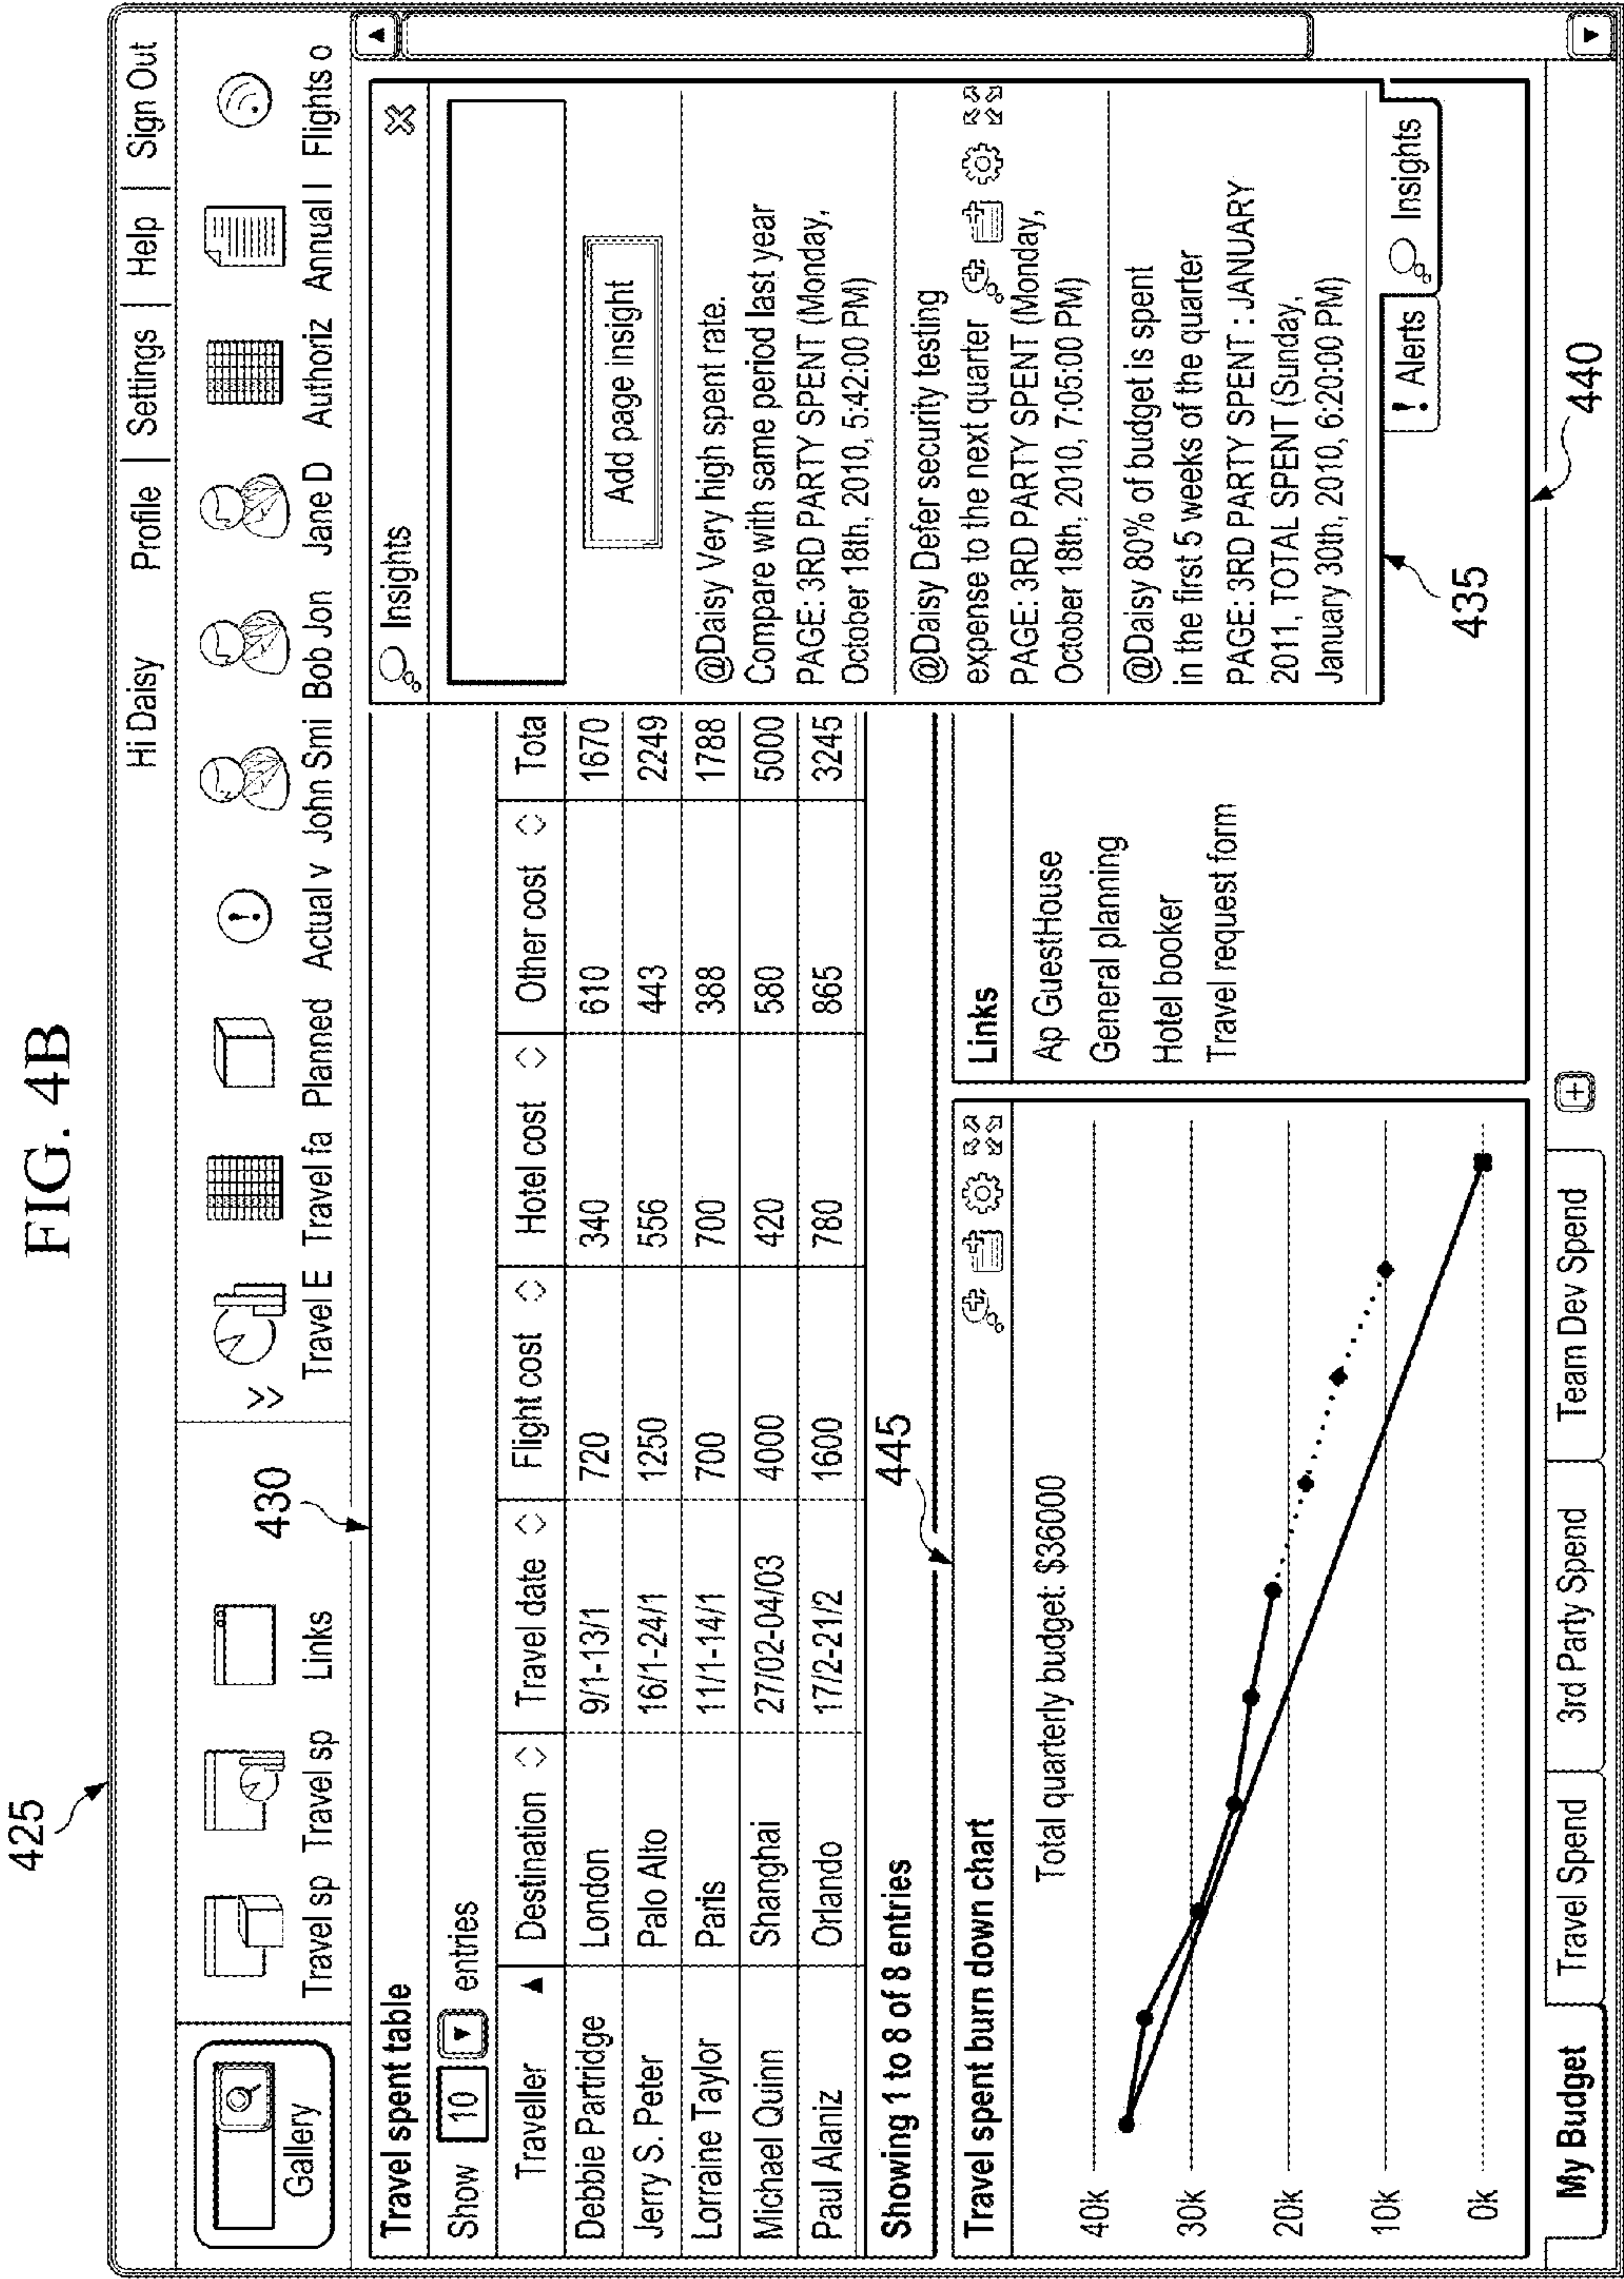 FIG. 4B
425
Hi Daisy Profile | Settings | Help | Sign Out
Gallery
Travel sp Travel sp Links
Travel E Travel fa Planned Actual v John Smi Bob Jon Jane D Authoriz Annual I Flights o
430
Travel spent table
Show 10 entries
Traveller Destination Travel date Flight cost Hotel cost Other cost Tota
Debbie Partridge London 9/1-13/1 720 340 610 1670
Jerry S. Peter Palo Alto 16/1-24/1 1250 556 443 2249
Lorraine Taylor Paris 11/1-14/1 700 700 388 1788
Michael Quinn Shanghai 27/02-04/03 4000 420 580 5000
Paul Alaniz Orlando 17/2-21/2 1600 780 865 3245
Showing 1 to 8 of 8 entries
445
Travel spent burn down chart
Total quarterly budget: $36000
40k
30k
20k
10k
0k
Links
Ap GuestHouse
General planning
Hotel booker
Travel request form
Insights
Add page insight
@Daisy Very high spent rate.
Compare with same period last year
PAGE: 3RD PARTY SPENT (Monday,
October 18th, 2010, 5:42:00 PM)
@Daisy Defer security testing
expense to the next quarter
PAGE: 3RD PARTY SPENT (Monday,
October 18th, 2010, 7:05:00 PM)
@Daisy 80% of budget is spent
in the first 5 weeks of the quarter
PAGE: 3RD PARTY SPENT : JANUARY
2011, TOTAL SPENT (Sunday,
January 30th, 2010, 6:20:00 PM)
! Alerts Insights
435
440
My Budget Travel Spend 3rd Party Spend Team Dev Spend +